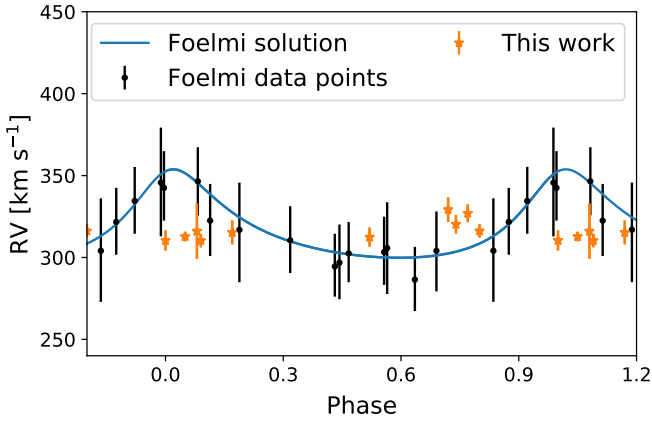 Foelmi solution
This work
Foelmi data points
450
400
350
300
250
RV [km s⁻¹]
0.0 0.3 0.6 0.9 1.2
Phase